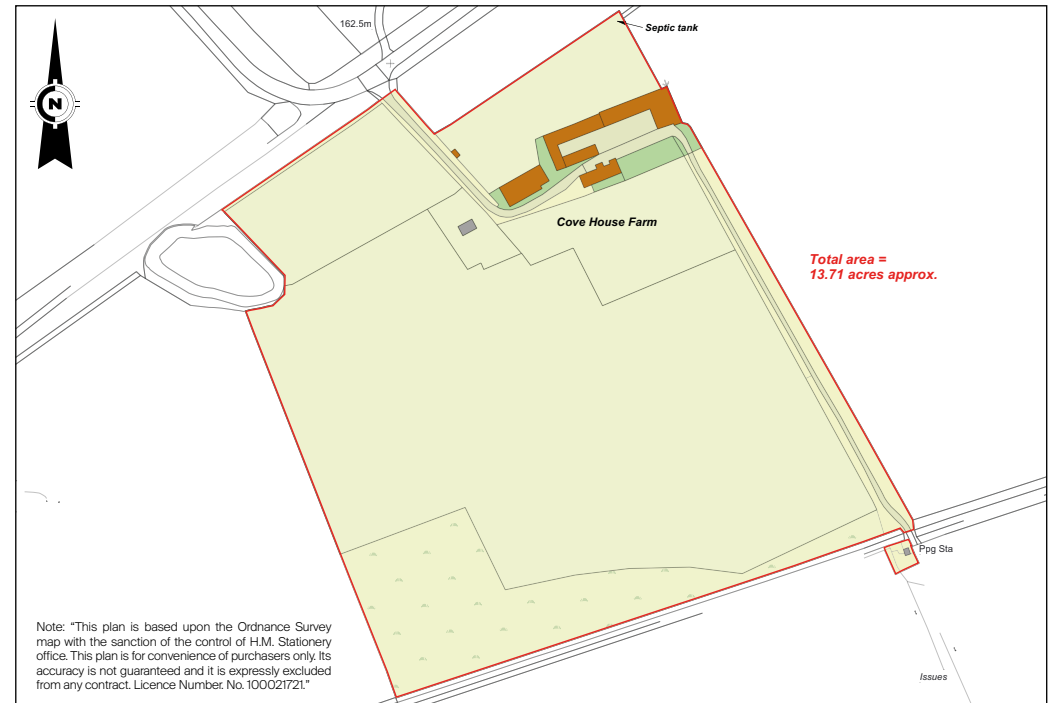 162.5m
Septic tank
N
Cove House Farm
Total area =
13.71 acres approx.
Ppg Sta
Note: “This plan is based upon the Ordnance Survey
map with the sanction of the control of H.M. Stationery
office. This plan is for convenience of purchasers only. Its
accuracy is not guaranteed and it is expressly excluded
from any contract. Licence Number. No. 100021721.”
Issues